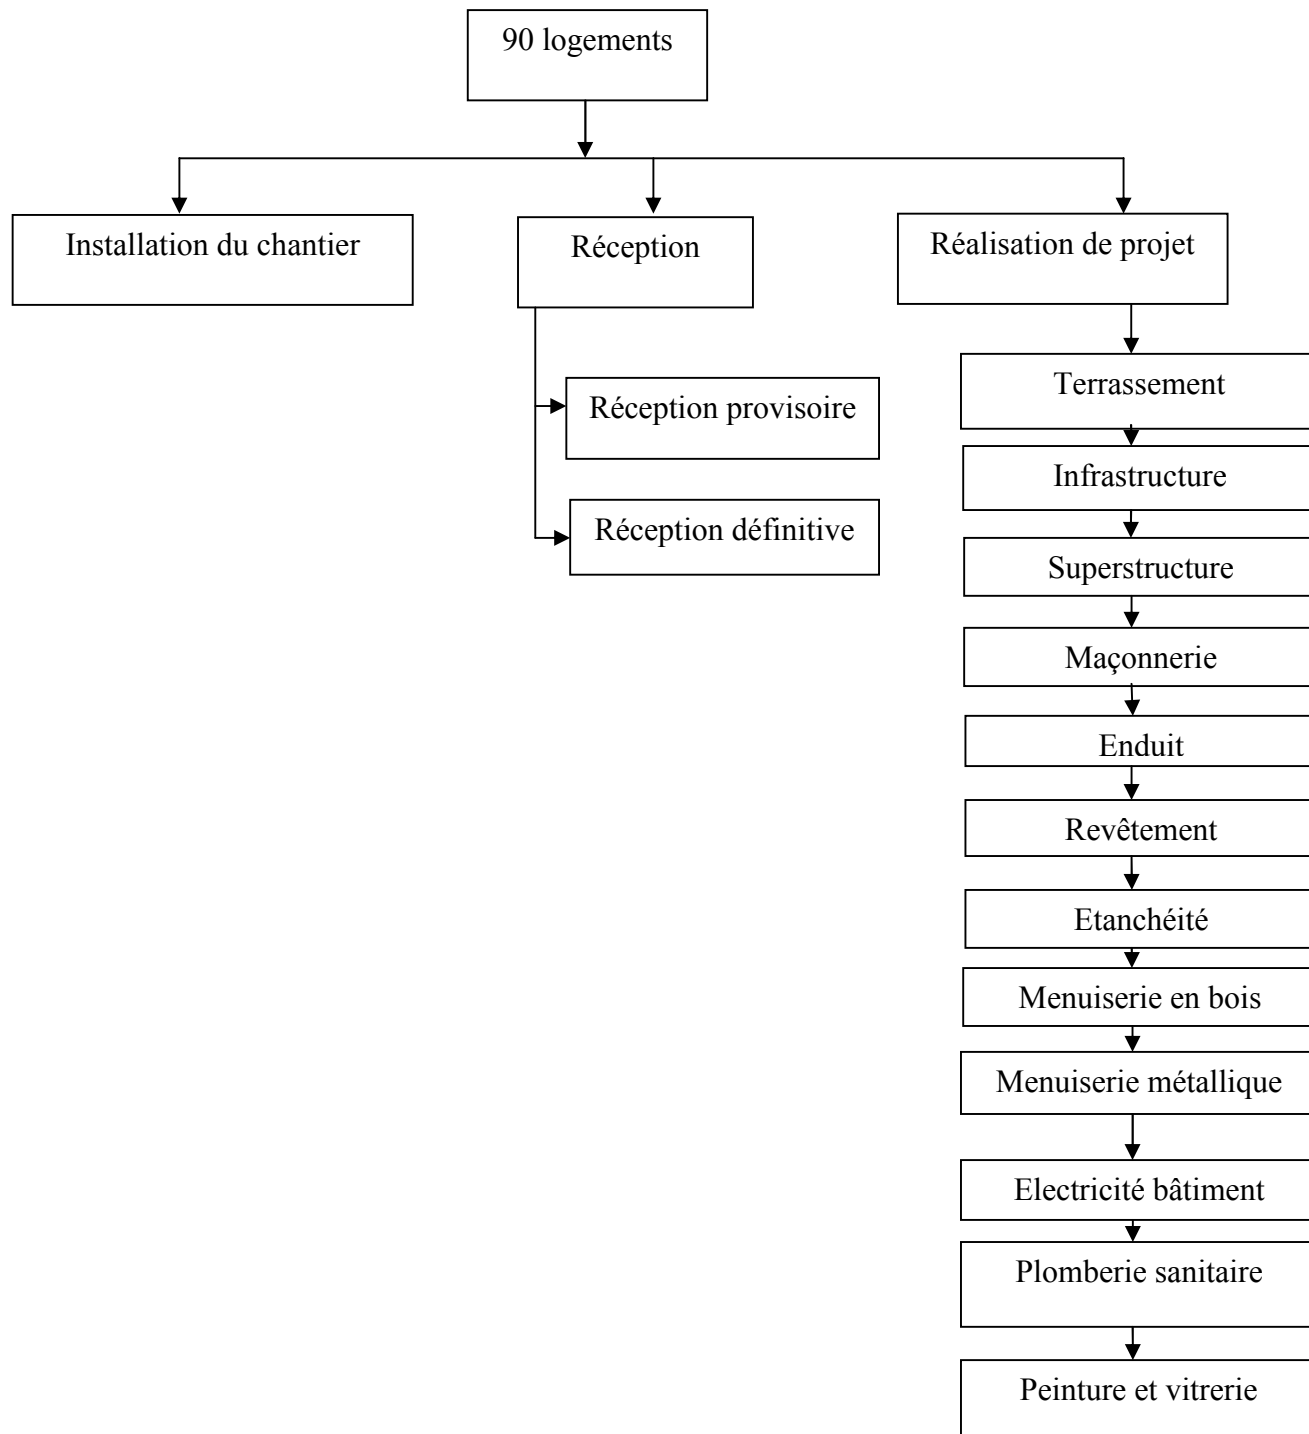 90 logements
Installation du chantier
Réception
Réalisation de projet
Réception provisoire
Réception définitive
Terrassement
Infrastructure
Superstructure
Maçonnerie
Enduit
Revêtement
Etanchéité
Menuiserie en bois
Menuiserie métallique
Electricité bâtiment
Plomberie sanitaire
Peinture et vitrerie